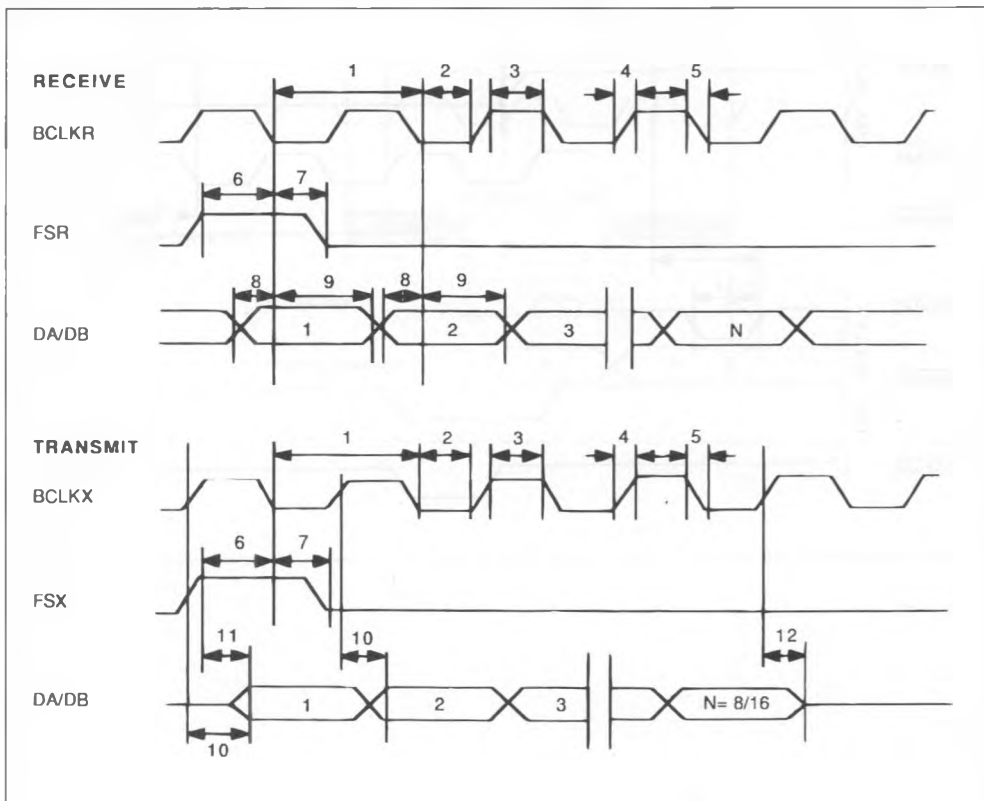 1 2 3 4 5
RECEIVE
BCLKR
6 7
FSR
8 9 8 9
DA/DB
1 2 3 N
TRANSMIT
1 2 3 4 5
BCLKX
6 7
FSX
11 10 12
DA/DB
1 2 3 N= 8/16
10